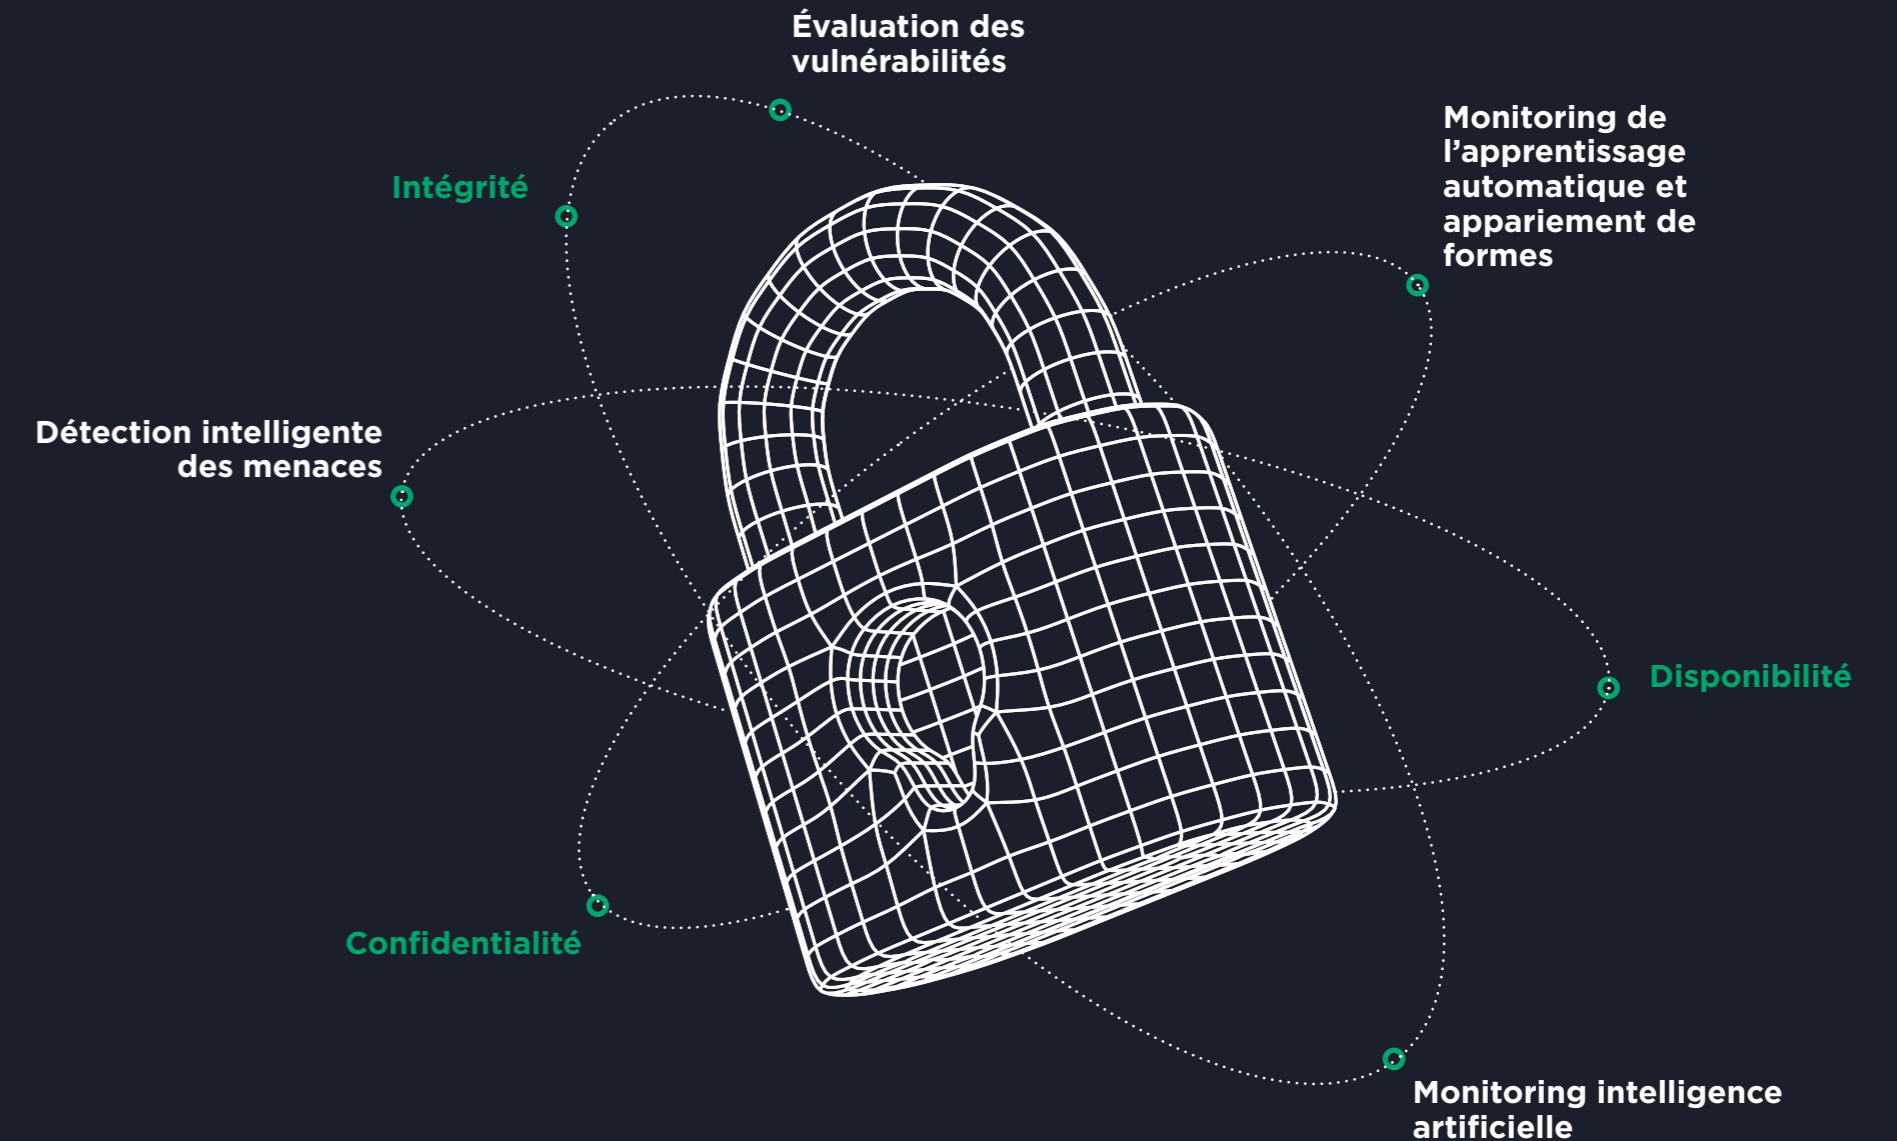 Évaluation des
vulnérabilités
Monitoring de
l’apprentissage
automatique et
appariement de
formes
Intégrité
Détection intelligente
des menaces
Disponibilité
Confidentialité
Monitoring intelligence
artificielle